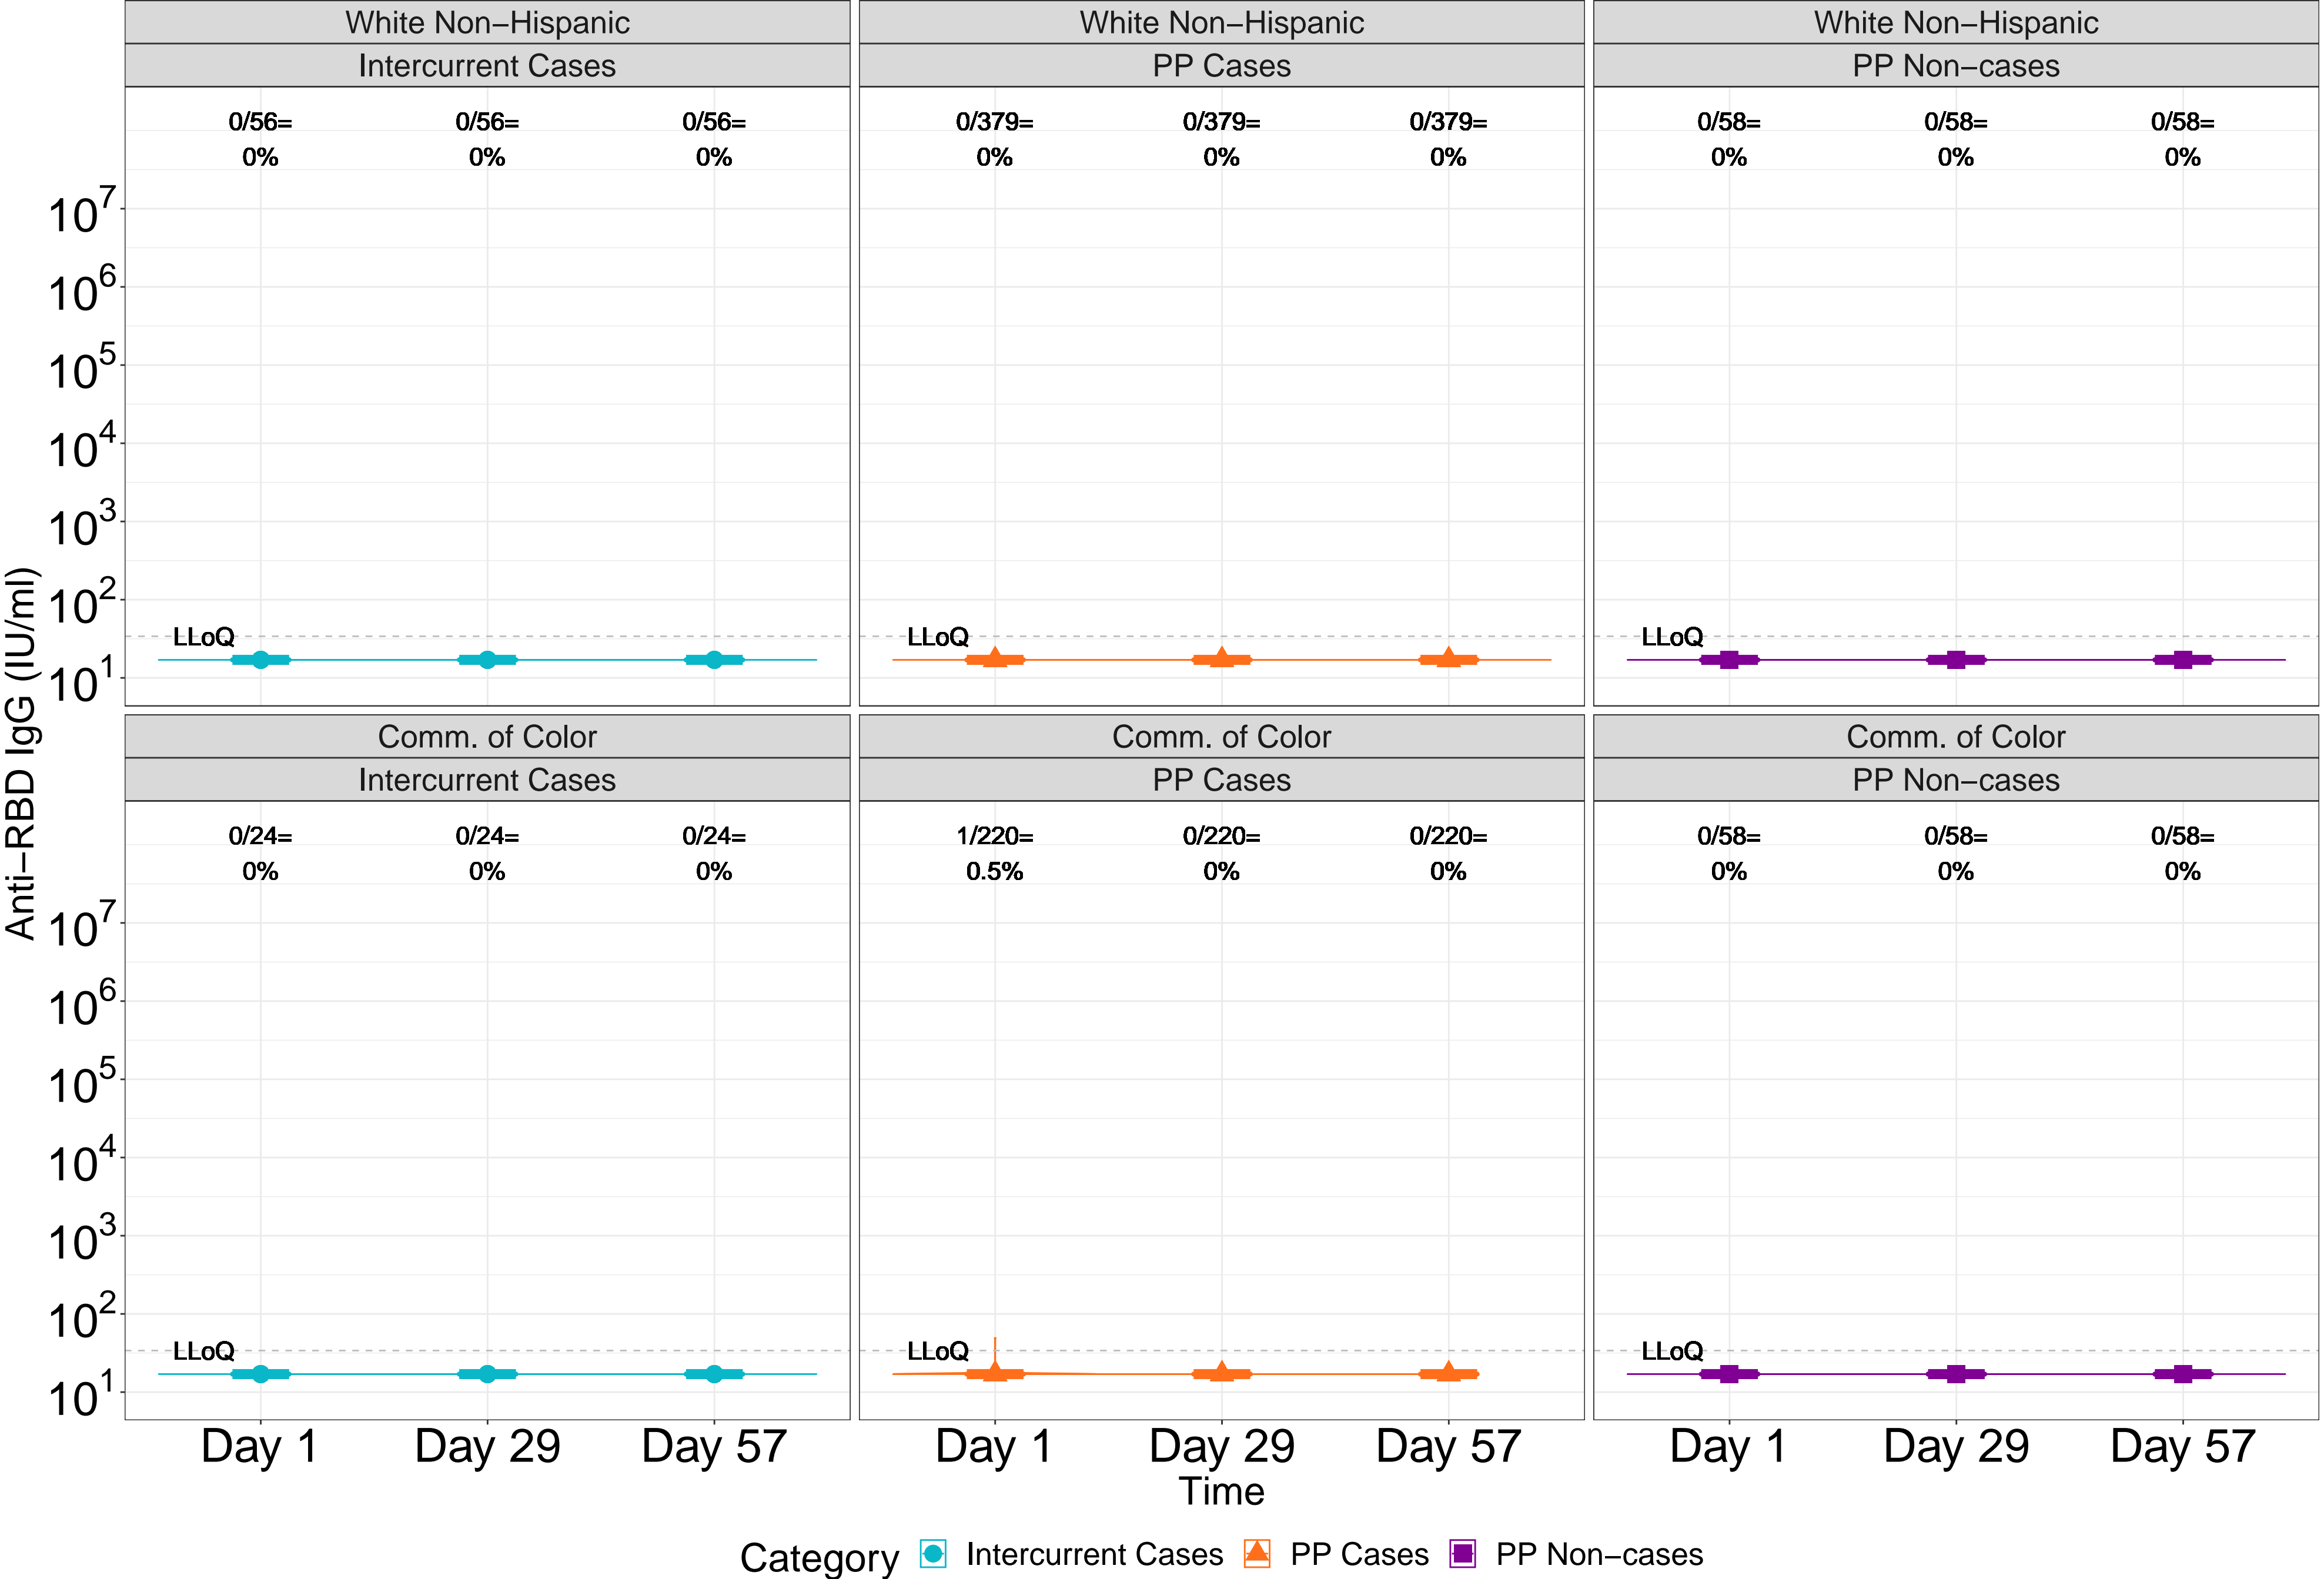 White Non−Hispanic White Non−Hispanic White Non−Hispanic
Intercurrent Cases PP Cases PP Non−cases
0/56= 0/56= 0/56= 0/379= 0/379= 0/379= 0/58= 0/58= 0/58=
0% 0% 0% 0% 0% 0% 0% 0% 0%
10^7
10^6
10^5
10^4
10^3
10^2
LLoQ LLoQ LLoQ
10^1
Anti−RBD IgG (IU/ml)
Comm. of Color Comm. of Color Comm. of Color
Intercurrent Cases PP Cases PP Non−cases
0/24= 0/24= 0/24= 1/220= 0/220= 0/220= 0/58= 0/58= 0/58=
0% 0% 0% 0.5% 0% 0% 0% 0% 0%
10^7
10^6
10^5
10^4
10^3
10^2
LLoQ LLoQ LLoQ
10^1
Day 1 Day 29 Day 57 Day 1 Day 29 Day 57 Day 1 Day 29 Day 57
Time
Category Intercurrent Cases PP Cases PP Non−cases